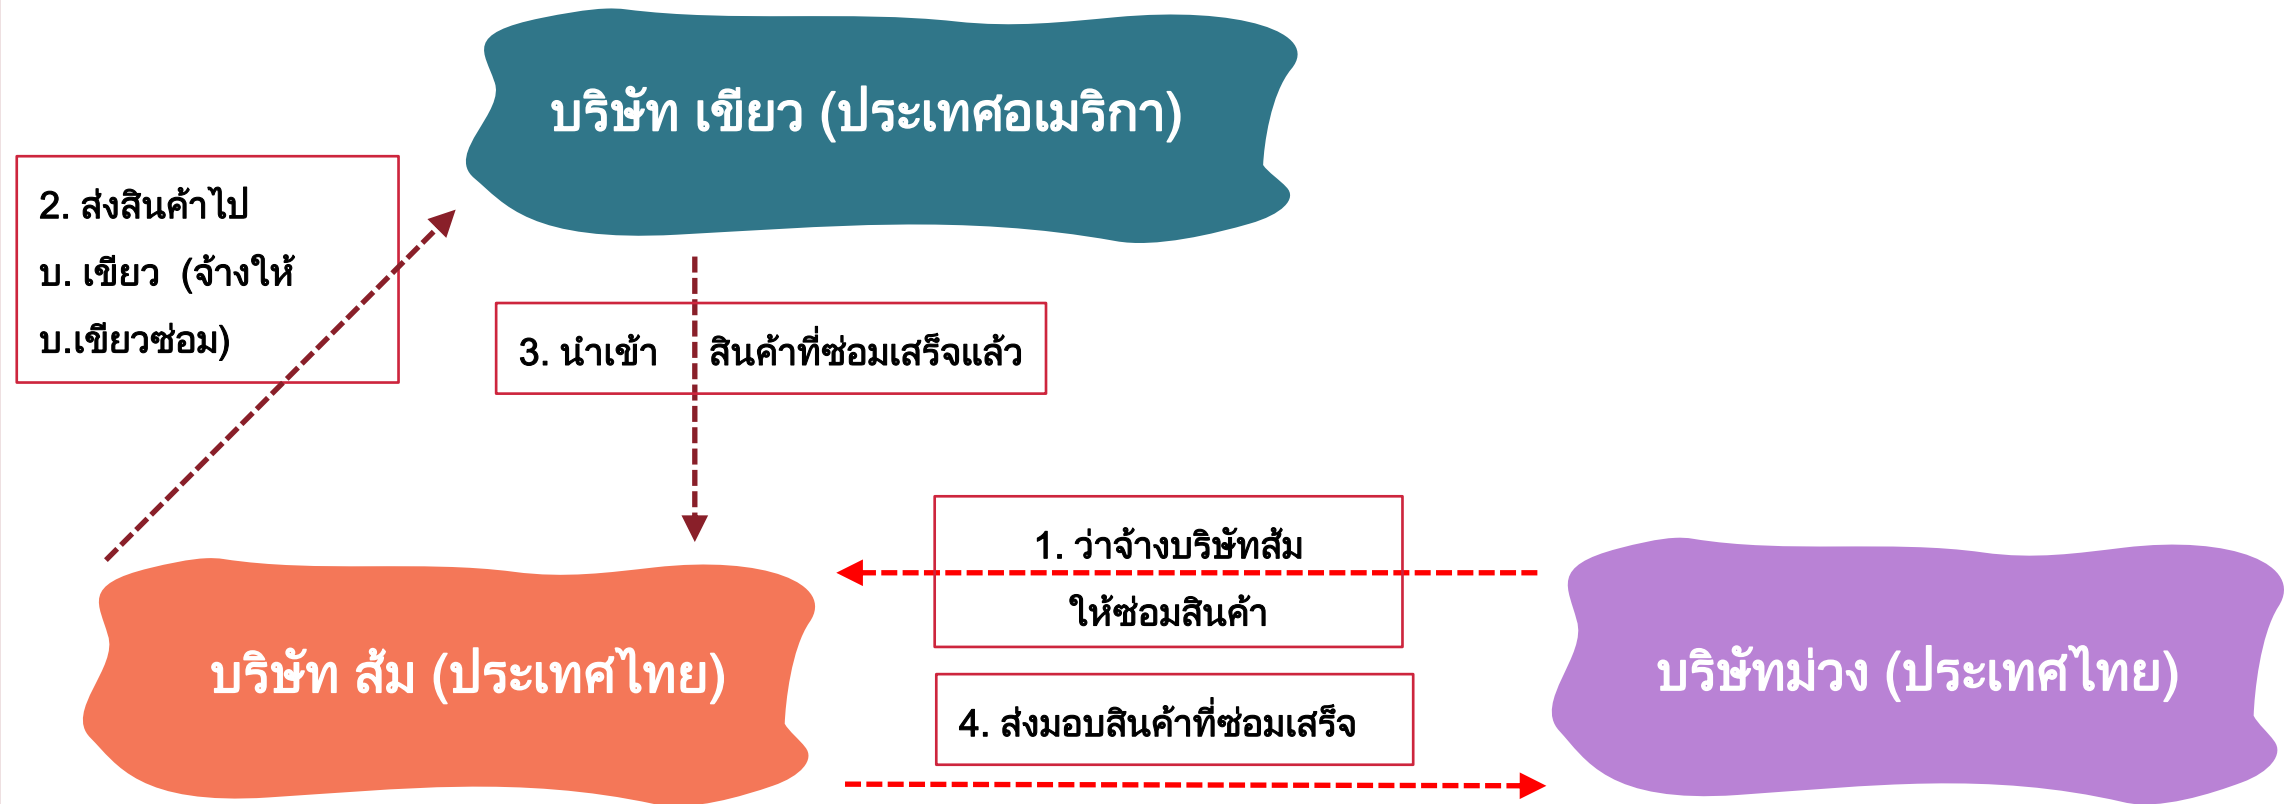 บริษัท เขียว (ประเทศอเมริกา)
2. ส่งสินค้าไป
บ. เขียว (จ้างให้
บ.เขียวซ่อม)
3. นำเข้า สินค้าที่ซ่อมเสร็จแล้ว
1. ว่าจ้างบริษัทส้ม
ให้ซ่อมสินค้า
บริษัท ส้ม (ประเทศไทย)
บริษัทม่วง (ประเทศไทย)
4. ส่งมอบสินค้าที่ซ่อมเสร็จ